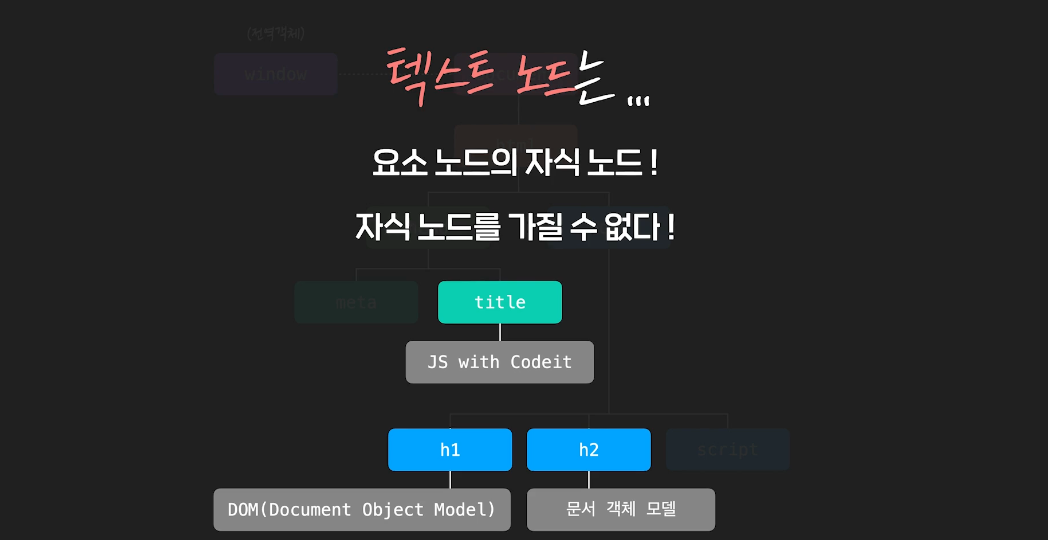 (전역객체)
window
텍스트 노드는 ...
요소 노드의 자식 노드 !
자식 노드를 가질 수 없다 !
meta
title
JS with Codeit
h1
h2
script
DOM(Document Object Model)
문서 객체 모델